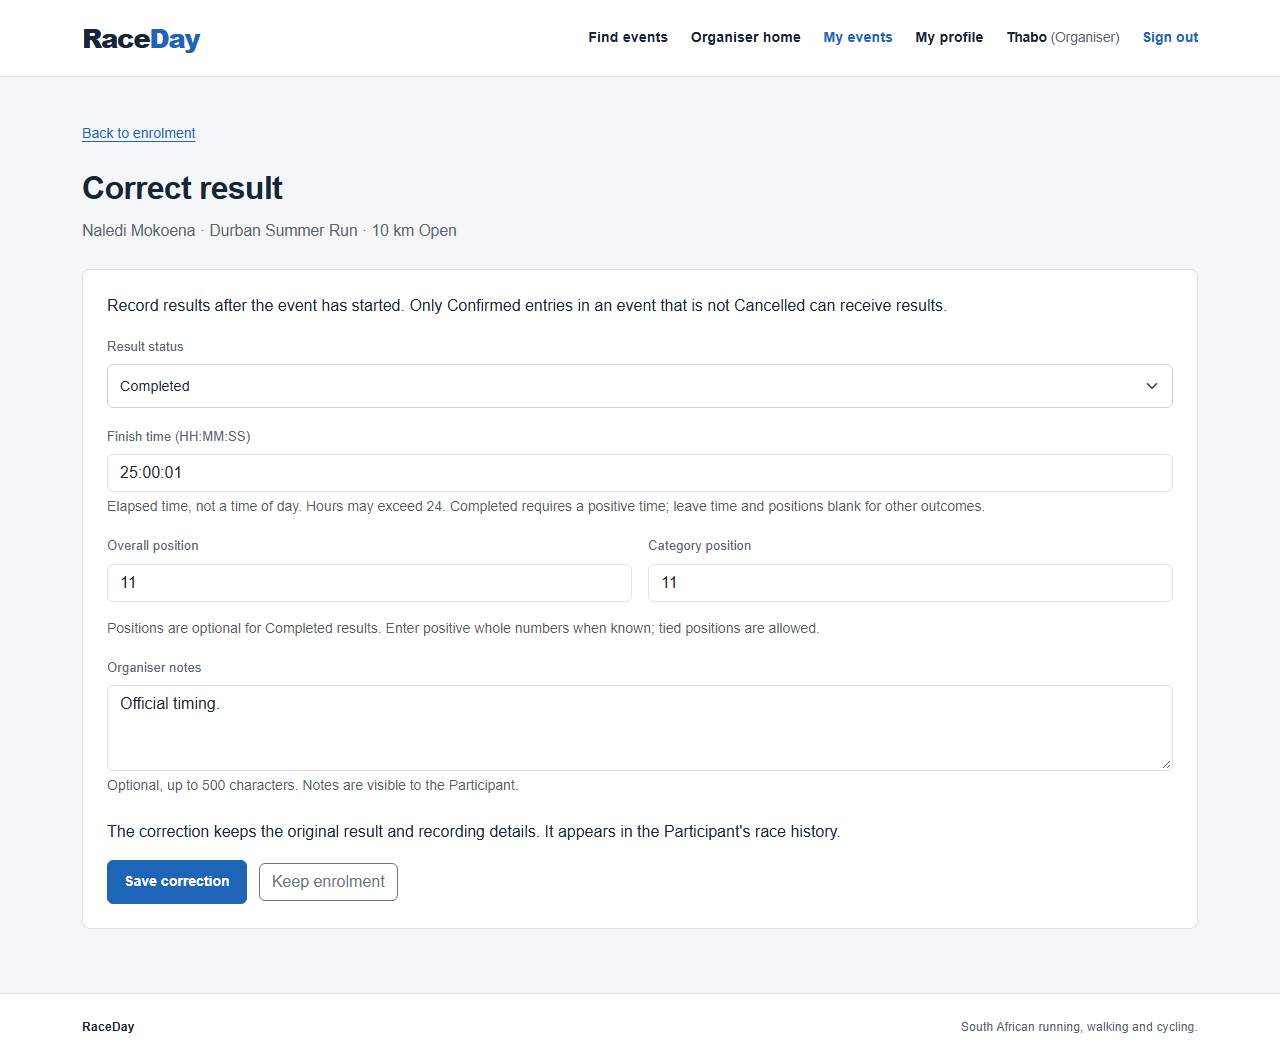 RaceDay
Find events Organiser home My events My profile Thabo (Organiser) Sign out
Back to enrolment
Correct result
Naledi Mokoena · Durban Summer Run · 10 km Open
Record results after the event has started. Only Confirmed entries in an event that is not Cancelled can receive results.
Result status
Completed
Finish time (HH:MM:SS)
25:00:01
Elapsed time, not a time of day. Hours may exceed 24. Completed requires a positive time; leave time and positions blank for other outcomes.
Overall position Category position
11 11
Positions are optional for Completed results. Enter positive whole numbers when known; tied positions are allowed.
Organiser notes
Official timing.
Optional, up to 500 characters. Notes are visible to the Participant.
The correction keeps the original result and recording details. It appears in the Participant's race history.
Save correction Keep enrolment
RaceDay South African running, walking and cycling.